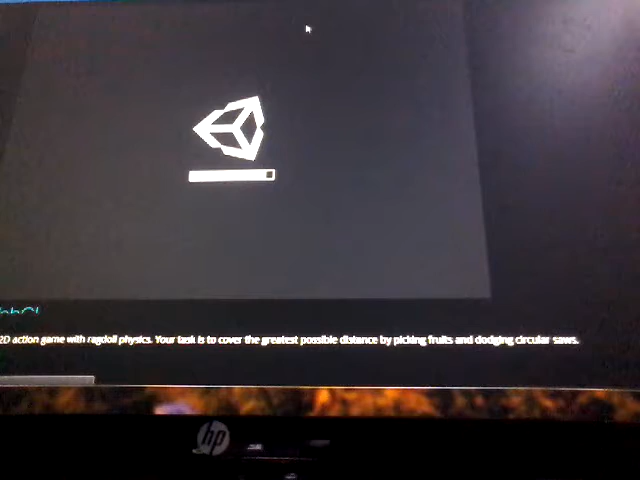 2D action game with ragdoll physics. Your task is to cover the greatest possible distance by picking fruits and dodging circular saws.
hp